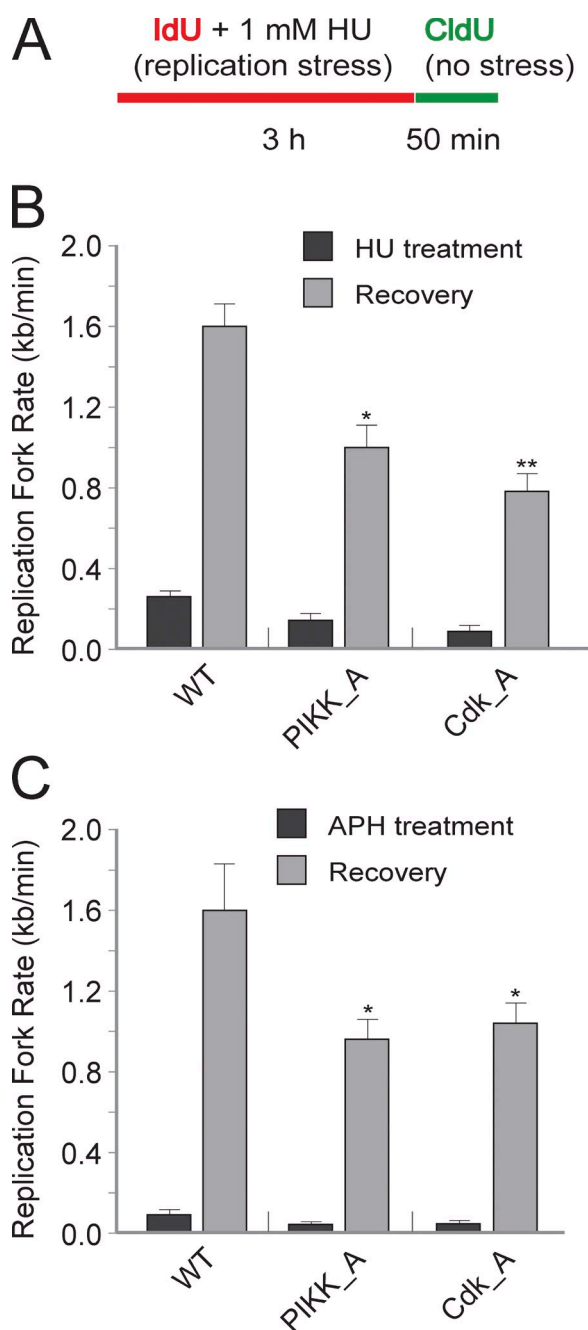 A
IdU + 1 mM HU
(replication stress)
CldU
(no stress)
3 h
50 min
B
Replication Fork Rate (kb/min)
2.0
1.6
1.2
0.8
0.4
0.0
HU treatment
Recovery
*
**
WT
PIKK_A
Cdk_A
C
Replication Fork Rate (kb/min)
2.0
1.6
1.2
0.8
0.4
0.0
APH treatment
Recovery
*
*
WT
PIKK_A
Cdk_A